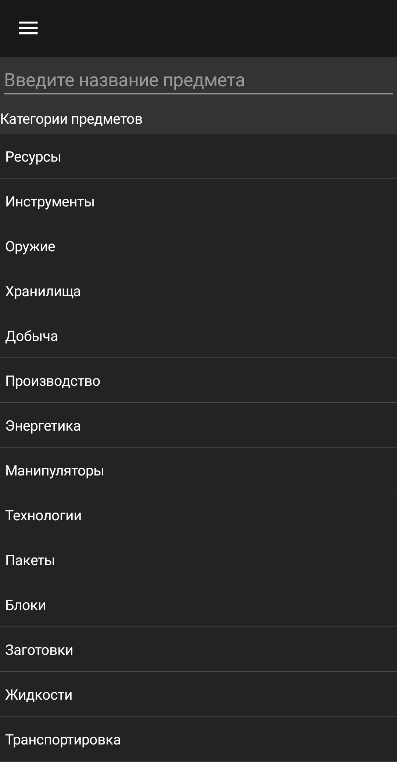 Введите название предмета
Категории предметов
Ресурсы
Инструменты
Оружие
Хранилища
Добыча
Производство
Энергетика
Манипуляторы
Технологии
Пакеты
Блоки
Заготовки
Жидкости
Транспортировка